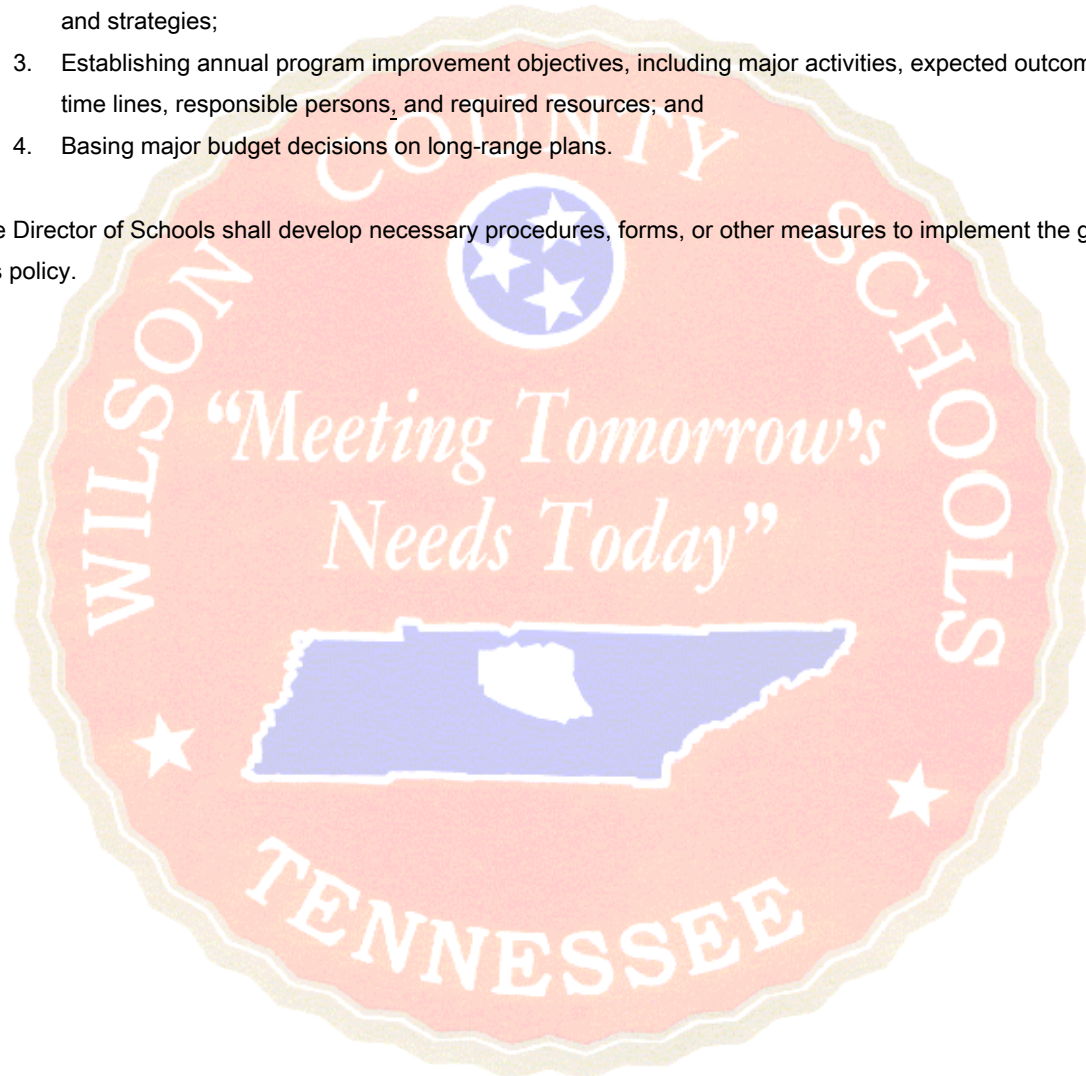 and strategies;
3. Establishing annual program improvement objectives, including major activities, expected outcom
time lines, responsible persons, and required resources; and
4. Basing major budget decisions on long-range plans.
e Director of Schools shall develop necessary procedures, forms, or other measures to implement the g
s policy.
WILSON COUNTY SCHOOLS
“Meeting Tomorrow's
Needs Today”
TENNESSEE